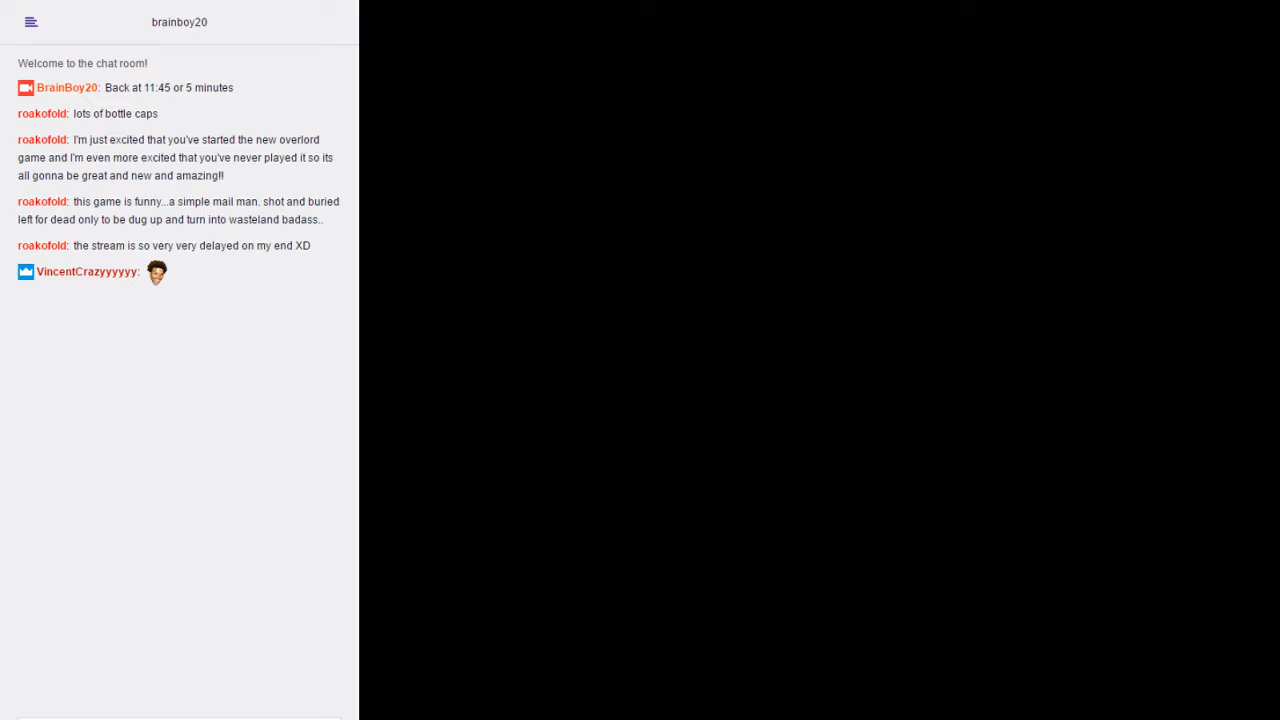 brainboy20
Welcome to the chat room!
BrainBoy20: Back at 11:45 or 5 minutes
roakofold: lots of bottle caps
roakofold: I'm just excited that you've started the new overlord
game and I'm even more excited that you've never played it so its
all gonna be great and new and amazing!!
roakofold: this game is funny...a simple mail man. shot and buried
left for dead only to be dug up and turn into wasteland badass..
roakofold: the stream is so very very delayed on my end XD
VincentCrazyyyyyy: